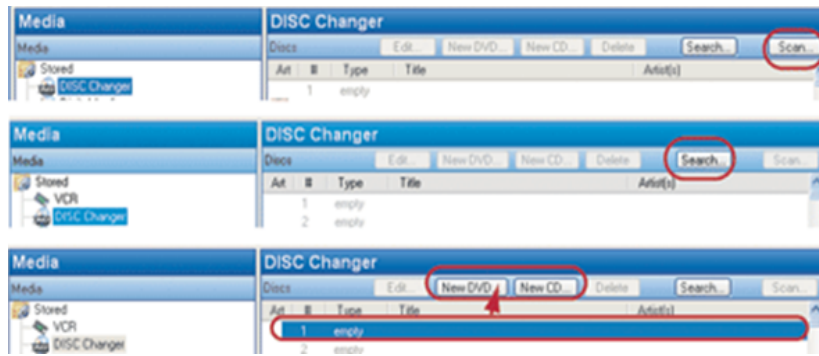 Media DISC Changer
Media Discs Edit... New DVD... New CD... Delete Search... Scan...
Stored Art # Type Title Artist(s)
DISC Changer 1 empty
Media DISC Changer
Media Discs Edit... New DVD... New CD... Delete Search... Scan...
Stored Art # Type Title Artist(s)
VCR 1 empty
DISC Changer 2 empty
Media DISC Changer
Media Discs Edit... New DVD... New CD... Delete Search... Scan...
Stored Art # Type Title Artist(s)
VCR 1 empty
DISC Changer 2 empty